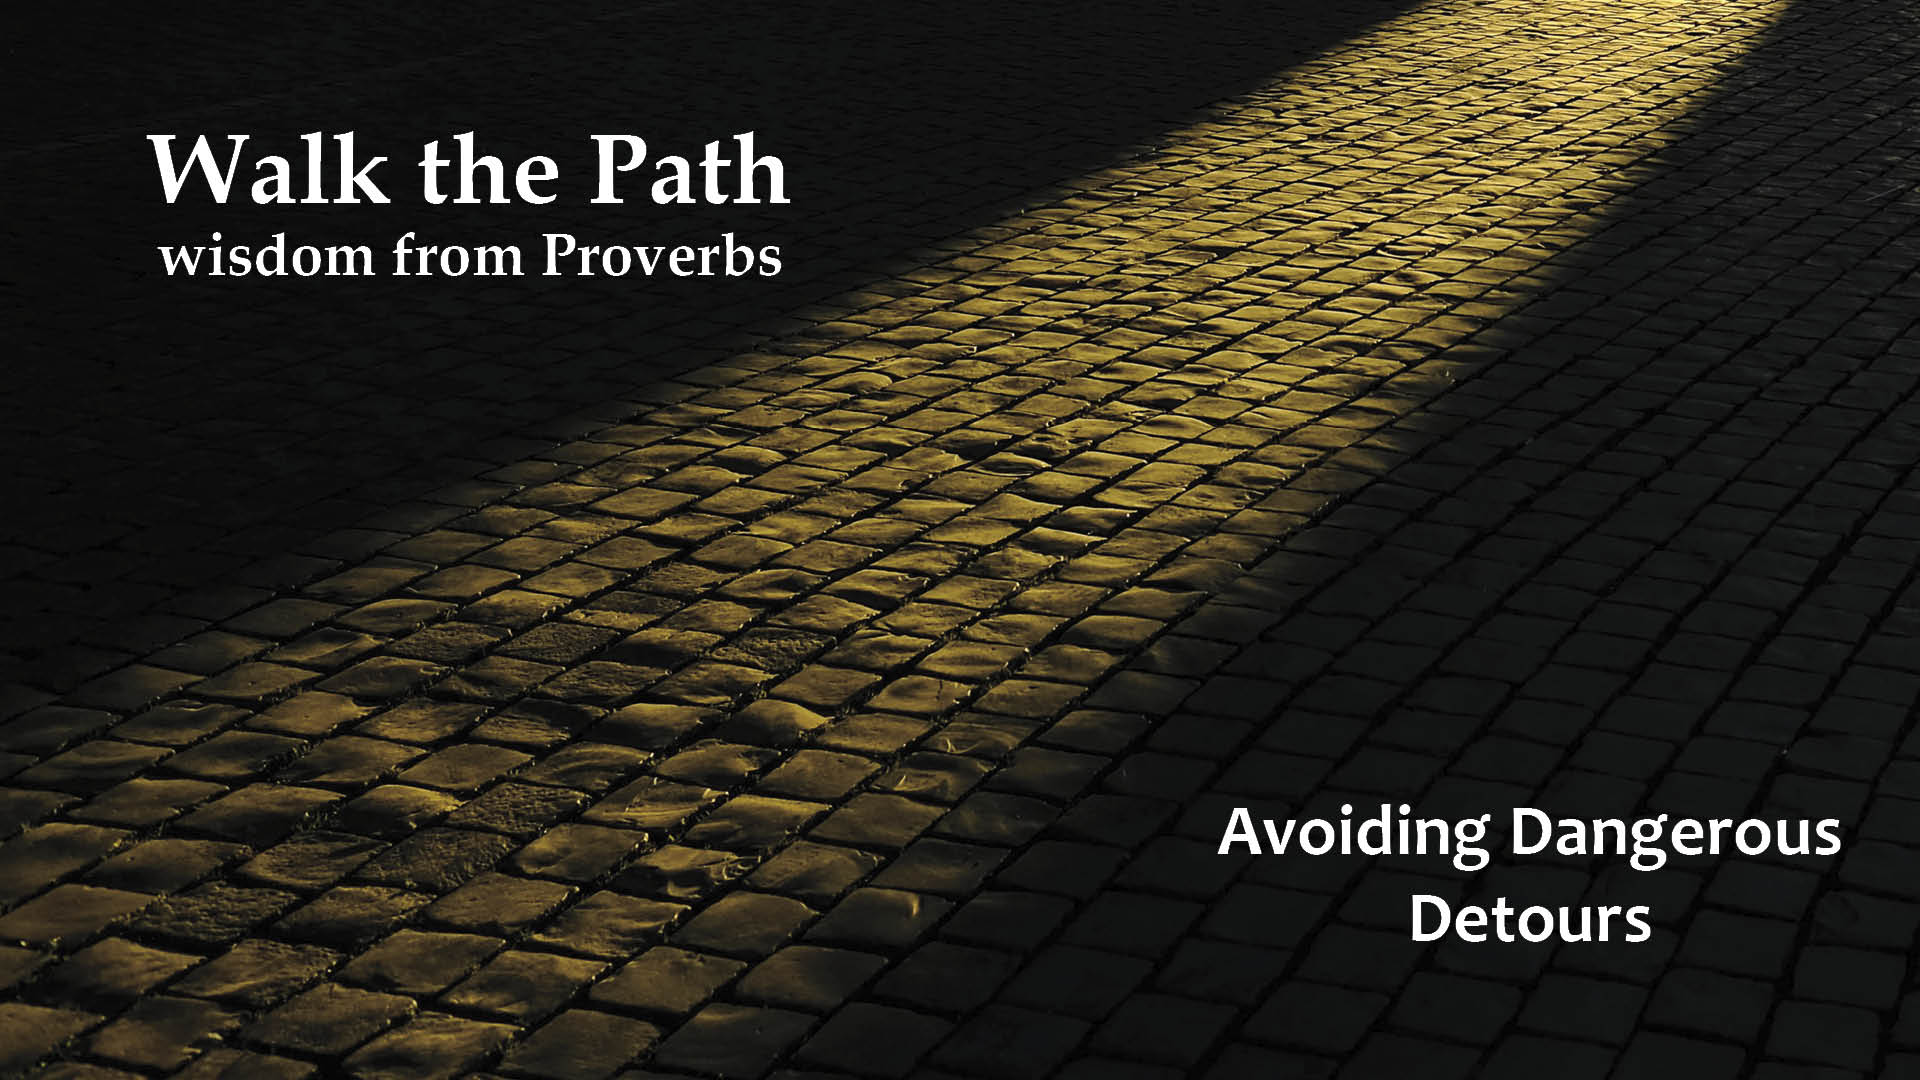 Walk the Path
wisdom from Proverbs
Avoiding Dangerous
Detours